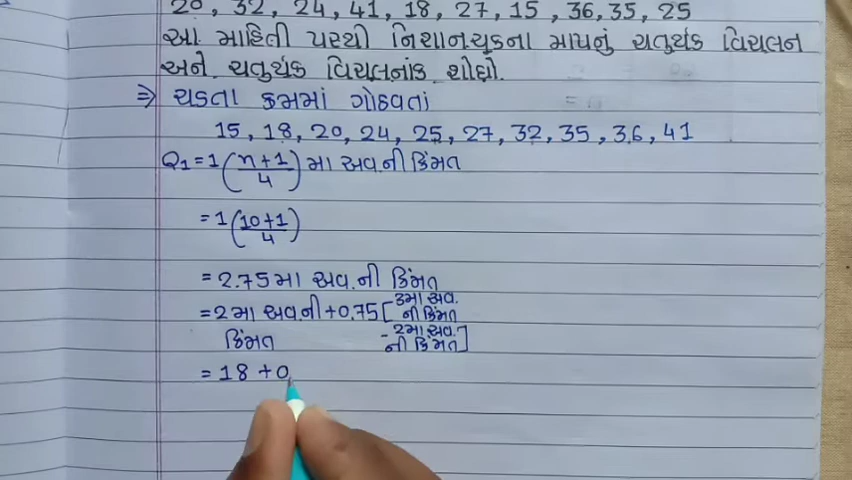 20, 32, 24, 41, 18, 27, 15, 36, 35, 25
આ માહિતી પરથી નિશાનચૂકના માપનું ચતુર્થક વિચલન
અને ચતુર્થક વિચલનાંક શોધો.
⇒ ચડતા ક્રમમાં ગોઠવતાં
15, 18, 20, 24, 25, 27, 32, 35, 36, 41
Q₁ = 1 ((n+1)/4) મા અવ.ની કિંમત
= 1 ((10+1)/4)
= 2.75 મા અવ.ની કિંમત
= 2 મા અવ.ની કિંમત + 0.75 [3મા અવ.ની કિંમત - 2મા અવ.ની કિંમત]
= 18 + 0